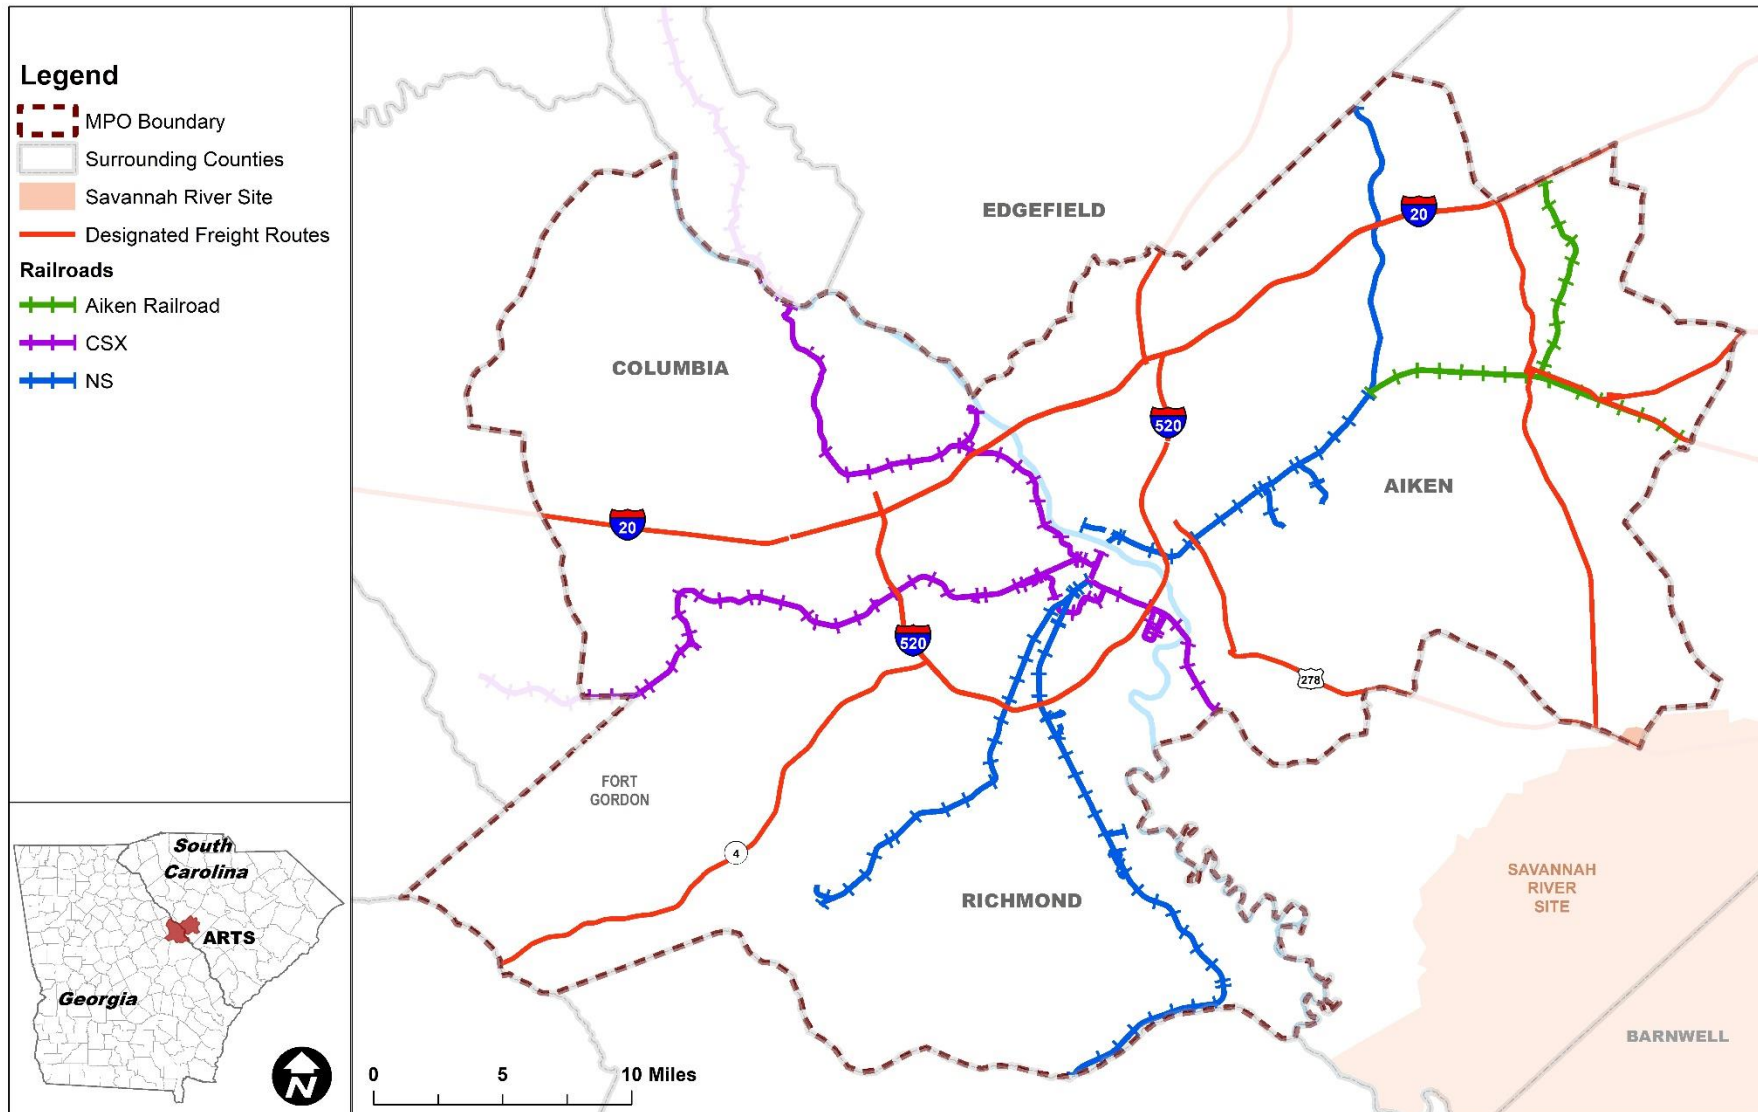 Legend
MPO Boundary
Surrounding Counties
Savannah River Site
Designated Freight Routes
Railroads
Aiken Railroad
CSX
NS
EDGEFIELD
20
COLUMBIA
520
AIKEN
20
520
278
FORT
GORDON
4
RICHMOND
SAVANNAH
RIVER
SITE
BARNWELL
South
Carolina
ARTS
Georgia
N
0 5 10 Miles